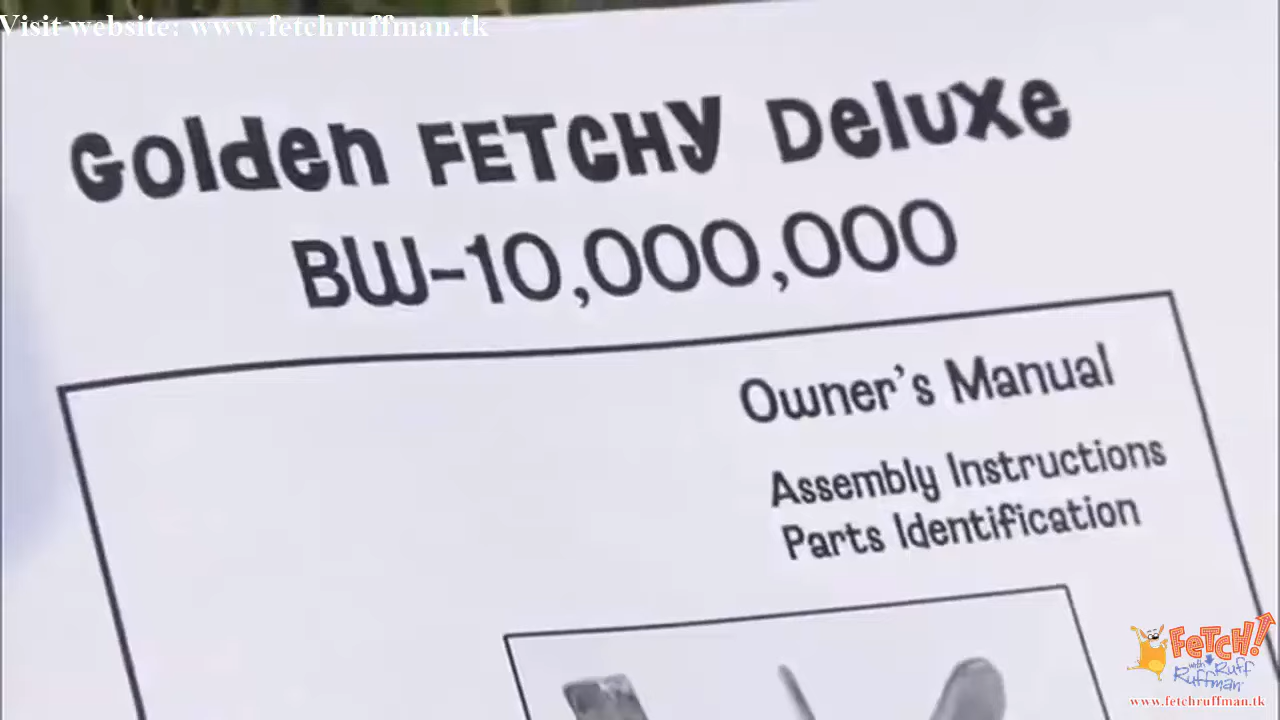 Visit website: www.fetchruffman.tk
Golden FETCHY Deluxe
BW-10,000,000
Owner's Manual
Assembly Instructions
Parts Identification
FETCH!
with Ruff
Ruffman
www.fetchruffman.tk